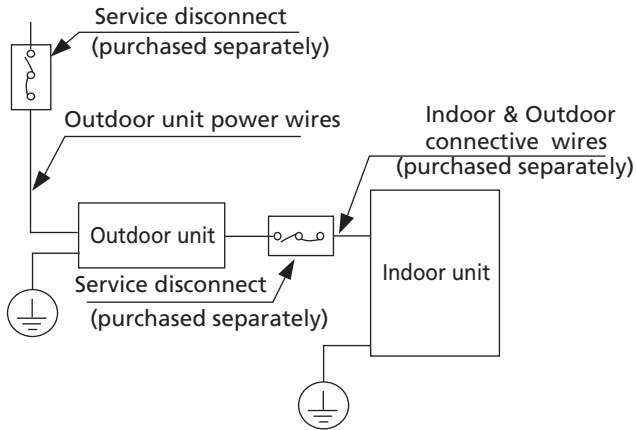 Service disconnect
(purchased separately)
Outdoor unit power wires
Indoor & Outdoor
connective wires
(purchased separately)
Outdoor unit
Service disconnect
(purchased separately)
Indoor unit